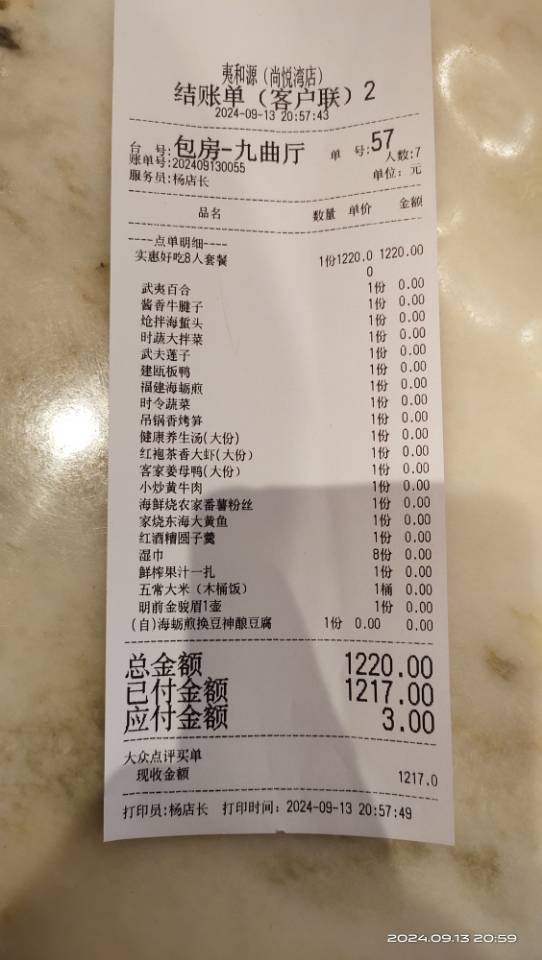 夷和源（尚悦湾店）
结账单（客户联）2
2024-09-13 20:57:43
台 号:包房-九曲厅 单 号:57
账单号:202409130055 人数:7
服务员:杨店长 单位: 元
品名 数量 单价 金额
----点单明细----
实惠好吃8人套餐 1份1220.0 1220.00
0
武夷百合 1份 0.00
酱香牛腱子 1份 0.00
炝拌海蜇头 1份 0.00
时蔬大拌菜 1份 0.00
武夫莲子 1份 0.00
建瓯板鸭 1份 0.00
福建海蛎煎 1份 0.00
时令蔬菜 1份 0.00
吊锅香烤笋 1份 0.00
健康养生汤(大份) 1份 0.00
红袍茶香大虾(大份) 1份 0.00
客家姜母鸭(大份) 1份 0.00
小炒黄牛肉 1份 0.00
海鲜烧农家番薯粉丝 1份 0.00
家烧东海大黄鱼 1份 0.00
红酒糟圆子羹 1份 0.00
湿巾 8份 0.00
鲜榨果汁一扎 1份 0.00
五常大米（木桶饭） 1桶 0.00
明前金骏眉1壶 1份 0.00
(自)海蛎煎换豆神酿豆腐 1份 0.00 0.00
总金额 1220.00
已付金额 1217.00
应付金额 3.00
大众点评买单
现收金额 1217.0
打印员:杨店长 打印时间: 2024-09-13 20:57:49
2024.09.13 20:59